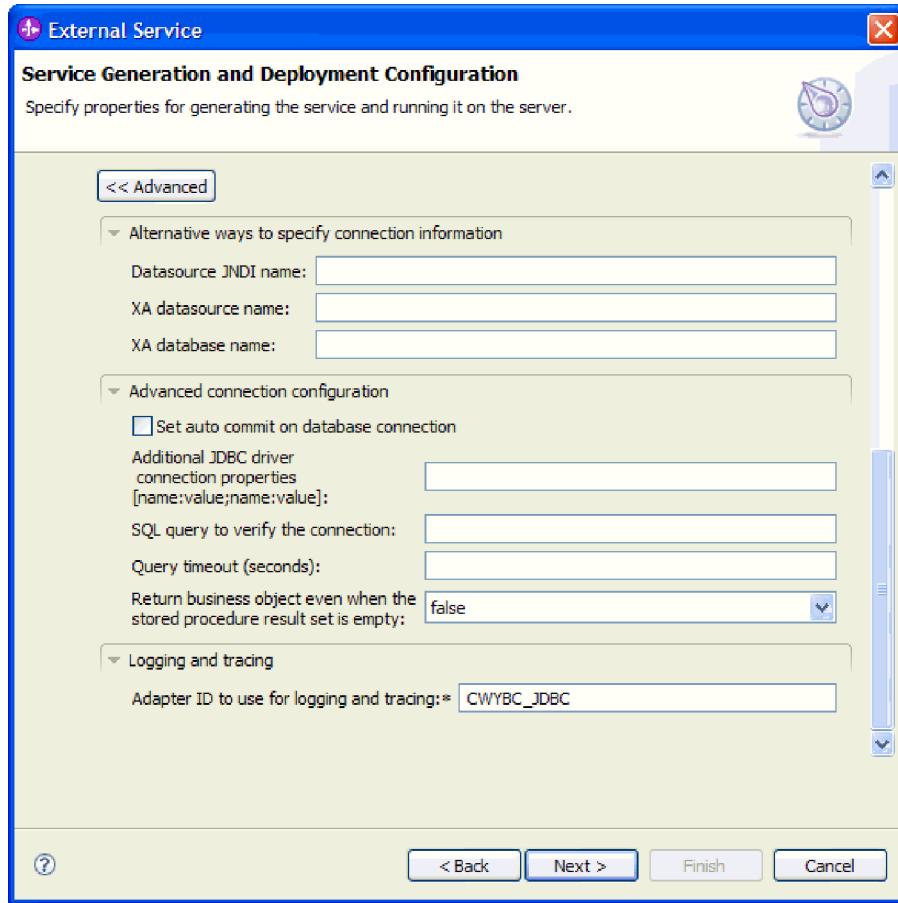 External Service
Service Generation and Deployment Configuration
Specify properties for generating the service and running it on the server.
<< Advanced
Alternative ways to specify connection information
Datasource JNDI name:
XA datasource name:
XA database name:
Advanced connection configuration
Set auto commit on database connection
Additional JDBC driver
connection properties
[name:value;name:value]:
SQL query to verify the connection:
Query timeout (seconds):
Return business object even when the
stored procedure result set is empty:
false
Logging and tracing
Adapter ID to use for logging and tracing:* CWYBC_JDBC
? < Back Next > Finish Cancel